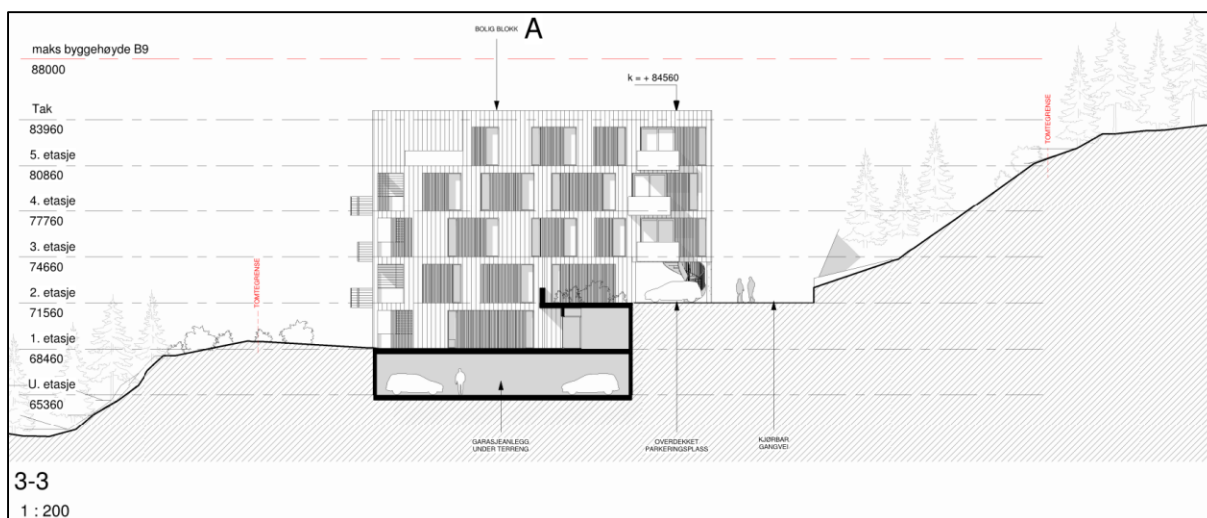 BOLIG BLOKK A
maks byggehøyde B9
88000
k = + 84560
Tak
83960
5. etasje
80860
4. etasje
77760
3. etasje
74660
2. etasje
71560
1. etasje
68460
U. etasje
65360
TOMTEGRENSE
TOMTEGRENSE
GARASJEANLEGG
UNDER TERRENG
OVERDEKKET
PARKERINGSPLASS
KJØRBAR
GANGVEI
3-3
1 : 200